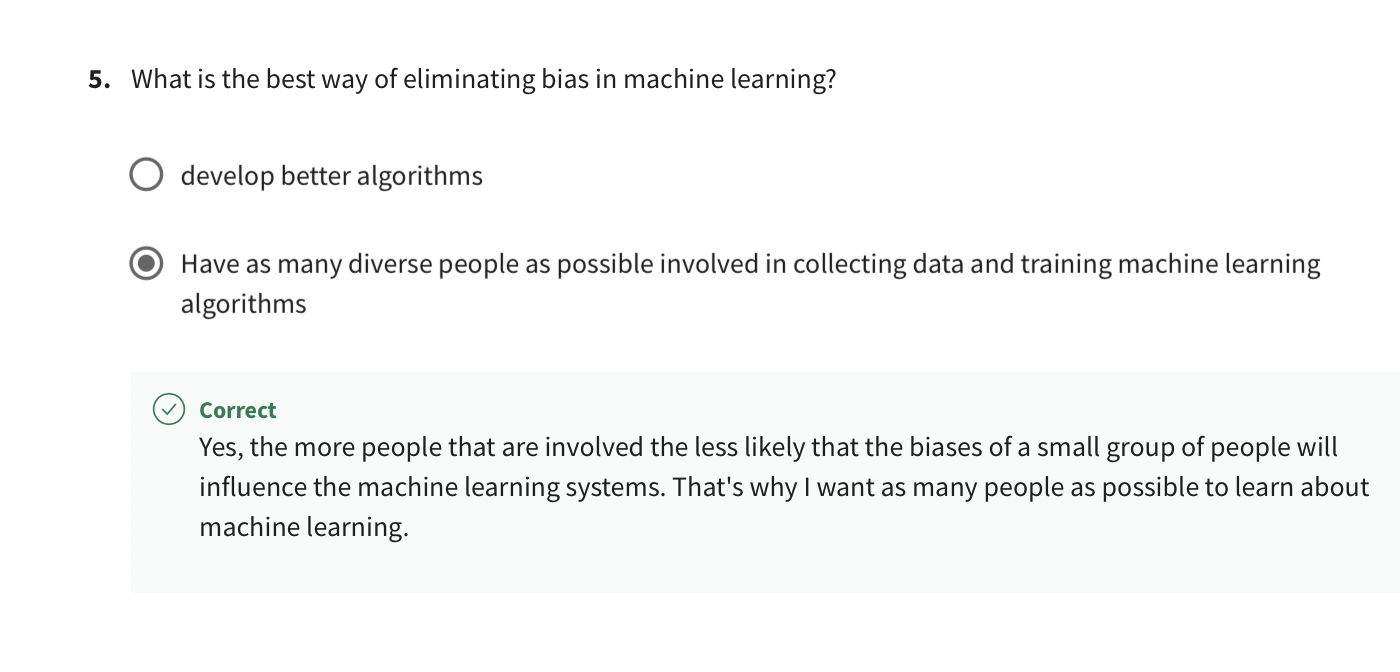 5. What is the best way of eliminating bias in machine learning?
develop better algorithms
Have as many diverse people as possible involved in collecting data and training machine learning
algorithms
Correct
Yes, the more people that are involved the less likely that the biases of a small group of people will
influence the machine learning systems. That's why I want as many people as possible to learn about
machine learning.